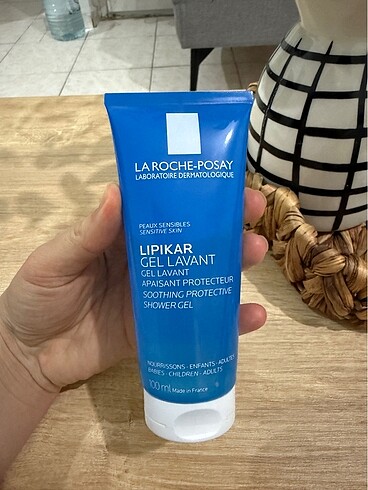 LA ROCHE-POSAY
LABORATOIRE DERMATOLOGIQUE
PEAUX SENSIBLES
SENSITIVE SKIN
LIPIKAR
GEL LAVANT
GEL LAVANT
APAISANT PROTECTEUR
SOOTHING PROTECTIVE
SHOWER GEL
NOURRISSONS - ENFANTS - ADULTES
BABIES - CHILDREN - ADULTS
100 ml Made in France